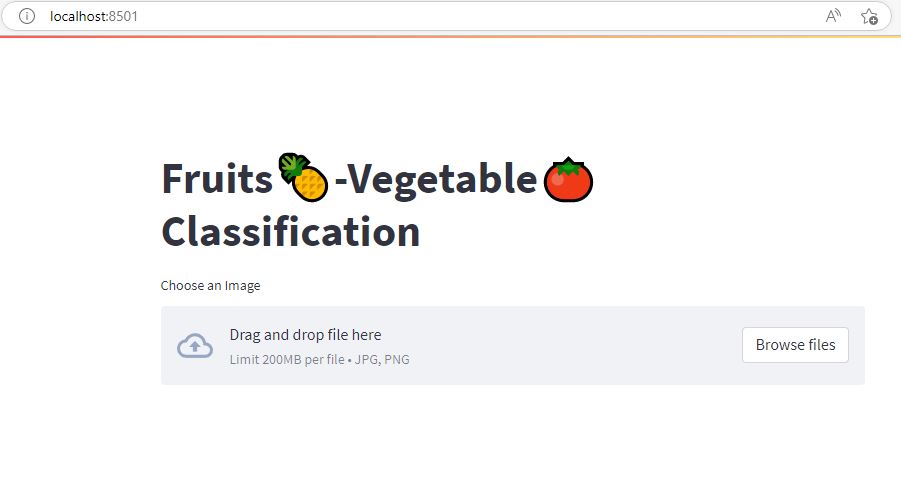 localhost:8501
Fruits🍍-Vegetable🍅
Classification
Choose an Image
Drag and drop file here
Limit 200MB per file • JPG, PNG
Browse files